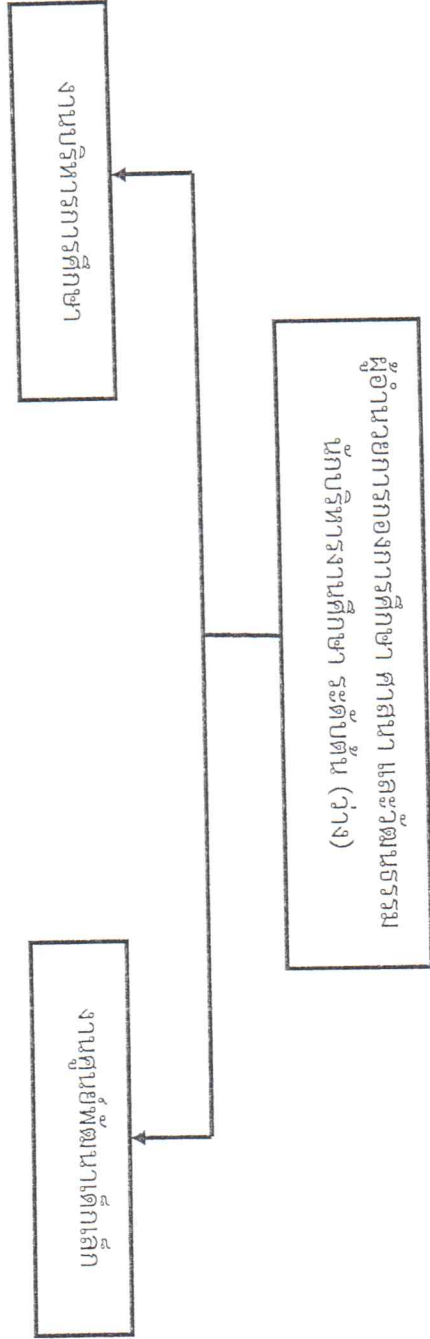 ผู้อำนวยการกองการศึกษา ศาสนา และวัฒนธรรม
นักบริหารงานศึกษา ระดับต้น (ว่าง)
งานบริหารการศึกษา
งานศูนย์พัฒนาเด็กเล็ก